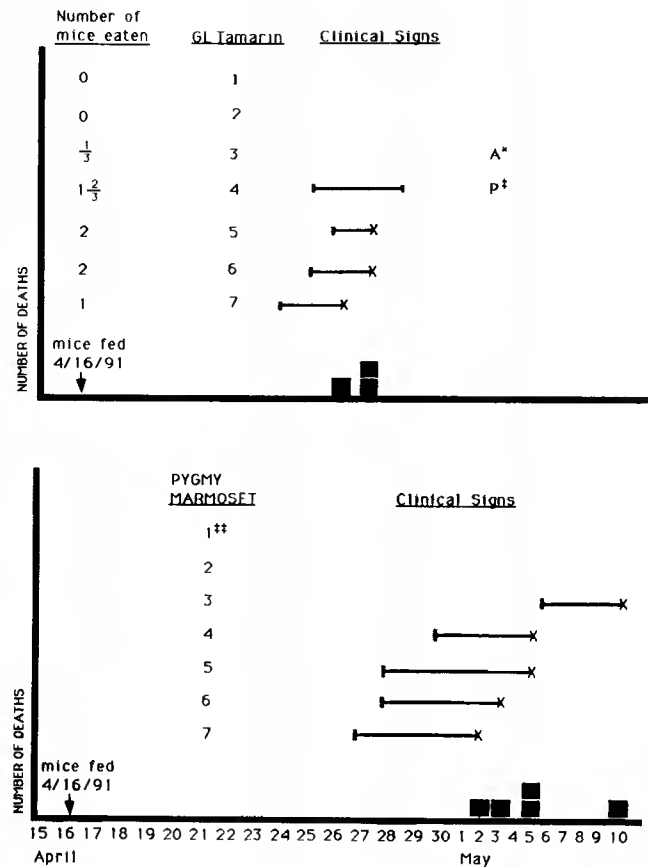 Number of mice eaten GL Tamarin Clinical Signs
0 1
0 2
1/3 3 A*
1 2/3 4 P‡
2 5 x
2 6 x
1 7 x
NUMBER OF DEATHS
mice fed
4/16/91
PYGMY
MARMOSET Clinical Signs
1‡‡
2
3 x
4 x
5 x
6 x
7 x
NUMBER OF DEATHS
mice fed
4/16/91
15 16 17 18 19 20 21 22 23 24 25 26 27 28 29 30 1 2 3 4 5 6 7 8 9 10
April May